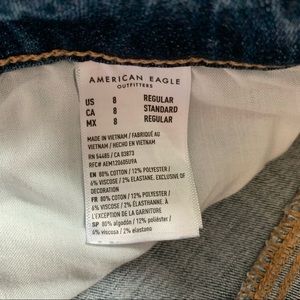 AMERICAN EAGLE
OUTFITTERS
US 8 REGULAR
CA 8 STANDARD
MX 8 REGULAR
MADE IN VIETNAM / FABRIQUÉ AU
VIETNAM / HECHO EN VIETNAM
RN 54485 / CA 03873
RFC# AEM120605U9A
EN 80% COTTON / 12% POLYESTER /
6% VISCOSE / 2% ELASTANE. EXCLUSIVE OF
DECORATION
FR 80% COTON / 12% POLYESTER /
6% VISCOSE / 2% ÉLASTHANNE. À
L'EXCEPTION DE LA GARNITURE
SP 80% algodón / 12% poliéster /
6% viscosa / 2% elastano